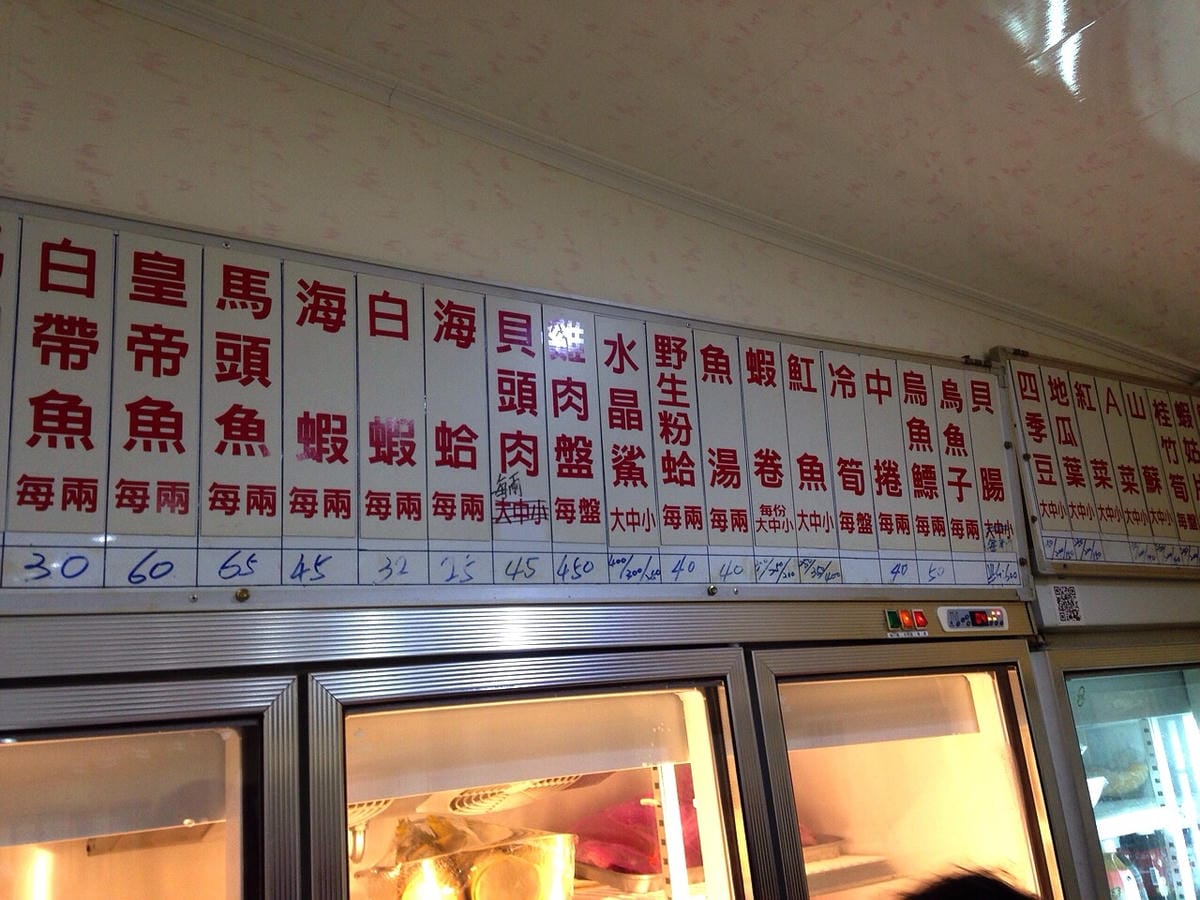 白帶魚 每兩 30
皇帝魚 每兩 60
馬頭魚 每兩 65
海蝦 每兩 45
白蝦 每兩 32
海蛤 每兩 25
貝頭肉 每兩 大中小 45
雞肉盤 每盤 450
水晶鯊 大中小
野生粉蛤 每兩 40
魚湯 每兩 40
蝦卷 每份 大中小
魟魚 大中小
冷筍 每盤
中捲 每兩 40
烏魚鰾 每兩 50
烏魚子 每兩
貝腸 大中小
四季豆 大中小
地瓜葉 大中小
紅菜 大中小
A菜 大中小
山蘇 大中小
桂竹筍 大中小